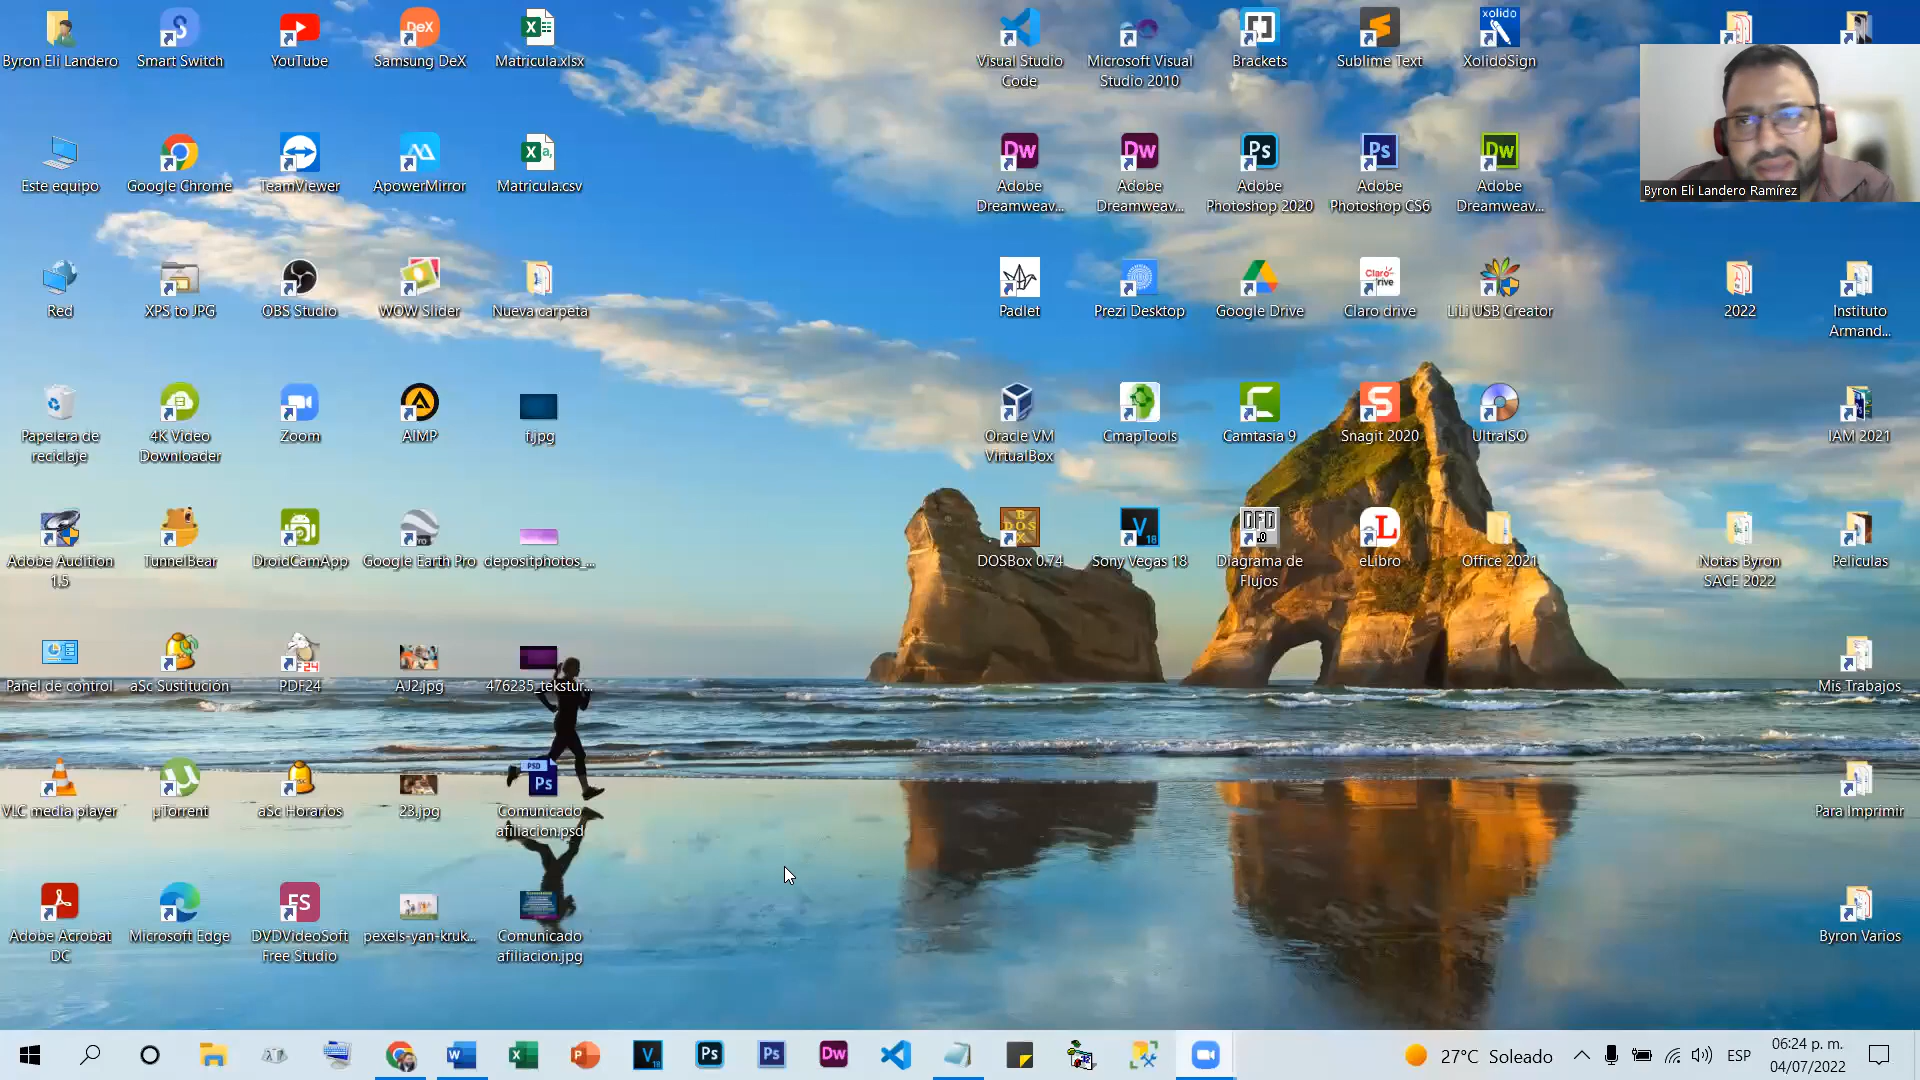 Byron Eli Landero
Smart Switch
YouTube
Samsung DeX
Matricula.xlsx
Visual Studio
Code
Microsoft Visual
Studio 2010
Brackets
Sublime Text
XolidoSign
Byron Eli Landero Ramírez
Este equipo
Google Chrome
TeamViewer
ApowerMirror
Matricula.csv
Adobe
Dreamweav...
Adobe
Dreamweav...
Adobe
Photoshop 2020
Adobe
Photoshop CS6
Adobe
Dreamweav...
Red
XPS to JPG
OBS Studio
WOW Slider
Nueva carpeta
Padlet
Prezi Desktop
Google Drive
Claro drive
LiLi USB Creator
2022
Instituto
Armand...
Papelera de
reciclaje
4K Video
Downloader
Zoom
AIMP
f.jpg
Oracle VM
VirtualBox
CmapTools
Camtasia 9
Snagit 2020
UltraISO
IAM 2021
Adobe Audition
1.5
TunnelBear
DroidCamApp
Google Earth Pro
depositphotos_...
DOSBox 0.74
Sony Vegas 18
Diagrama de
Flujos
eLibro
Office 2021
Notas Byron
SACE 2022
Peliculas
Panel de control
aSc Sustitución
PDF24
AJ2.jpg
476235_tekstur...
Mis Trabajos
VLC media player
µTorrent
aSc Horarios
23.jpg
Comunicado
afiliacion.psd
Para Imprimir
Adobe Acrobat
DC
Microsoft Edge
DVDVideoSoft
Free Studio
pexels-yan-kruk...
Comunicado
afiliacion.jpg
Byron Varios
27°C Soleado
ESP
06:24 p. m.
04/07/2022